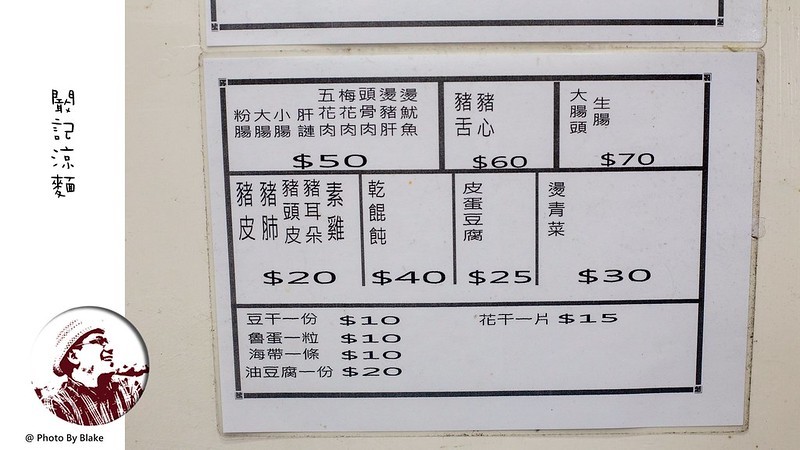 記涼麵
燙魷魚
燙豬肝
頭骨肉
梅花肉
五花肉
肝
小腸
大腸
粉腸
$50
豬心
豬舌
$60
生腸
大腸頭
$70
素雞
豬耳朵
豬頭皮
豬肺
豬皮
$20
乾餛飩
$40
皮蛋豆腐
$25
燙青菜
$30
豆干一份 $10
魯蛋一粒 $10
海帶一條 $10
油豆腐一份 $20
花干一片 $15
@ Photo By Blake